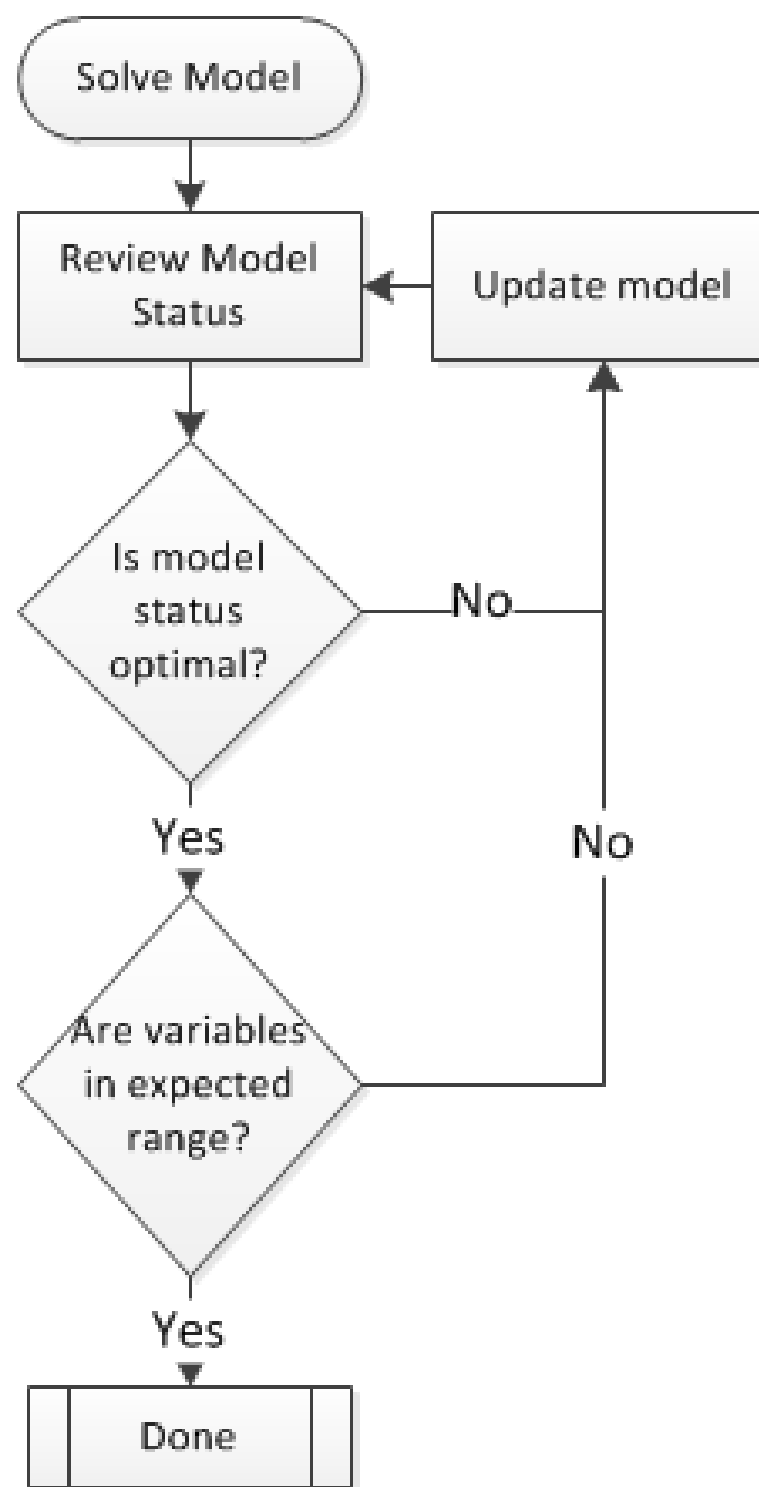 Solve Model
Review Model
Status
Update model
Is model
status
optimal?
No
Yes
No
Are variables
in expected
range?
Yes
Done